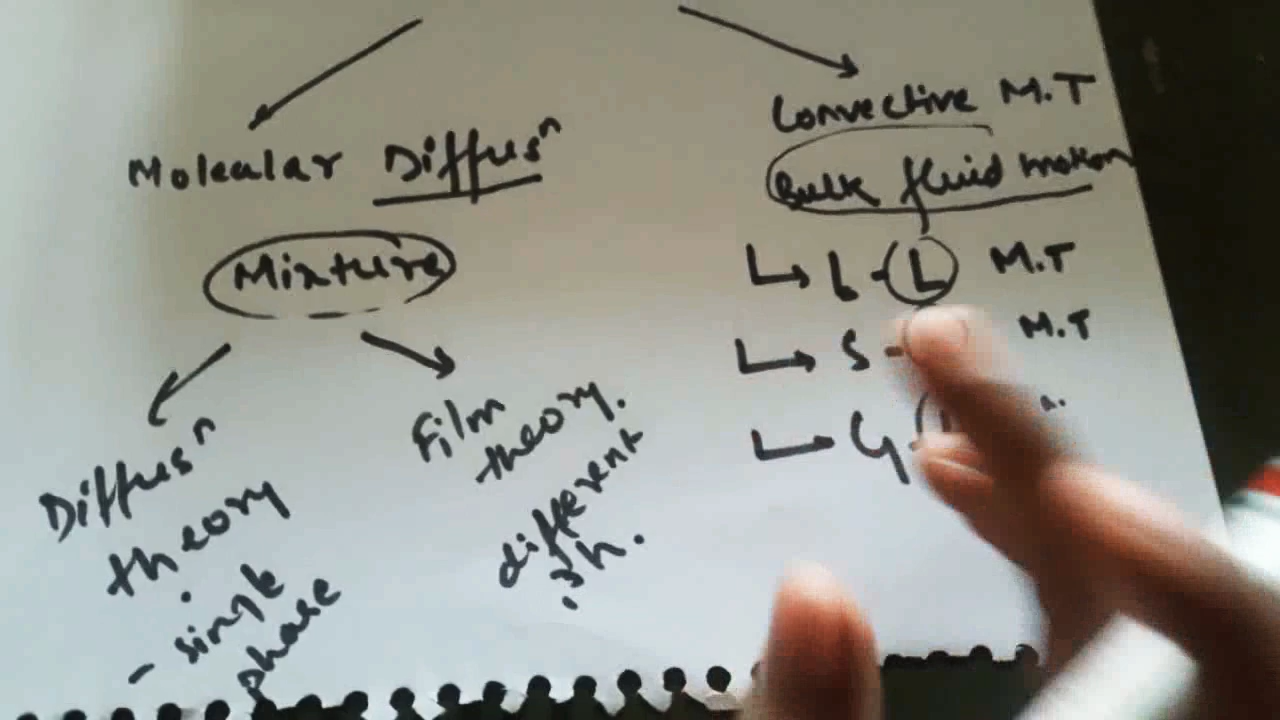 Molecular Diffusⁿ
Mixture
Diffusⁿ
theory
- single
phase
Film
theory.
different
ph.
Convective M.T
Bulk fluid motion
L - L M.T
S - M.T
G -